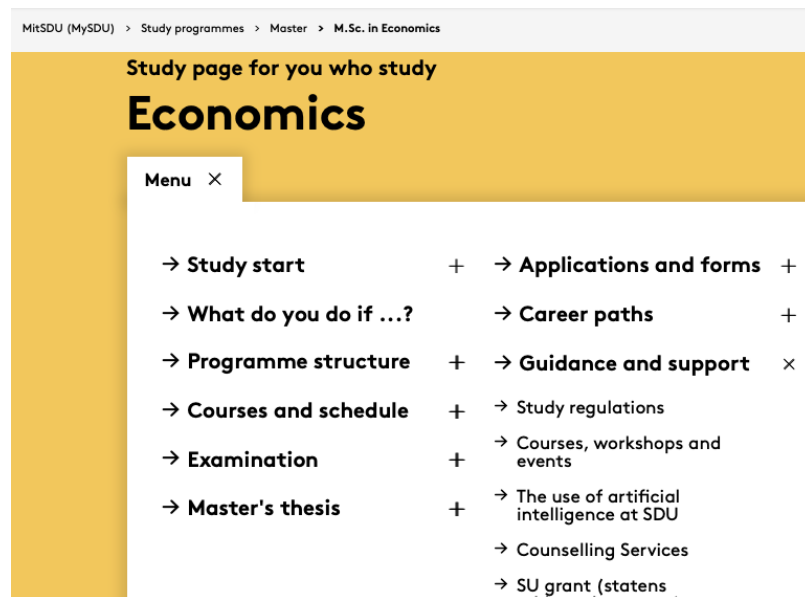 MitSDU (MySDU) > Study programmes > Master > M.Sc. in Economics
Study page for you who study
Economics
Menu ×
→ Study start +
→ What do you do if ...?
→ Programme structure +
→ Courses and schedule +
→ Examination +
→ Master's thesis +
→ Applications and forms +
→ Career paths +
→ Guidance and support ×
→ Study regulations
→ Courses, workshops and
events
→ The use of artificial
intelligence at SDU
→ Counselling Services
→ SU grant (statens